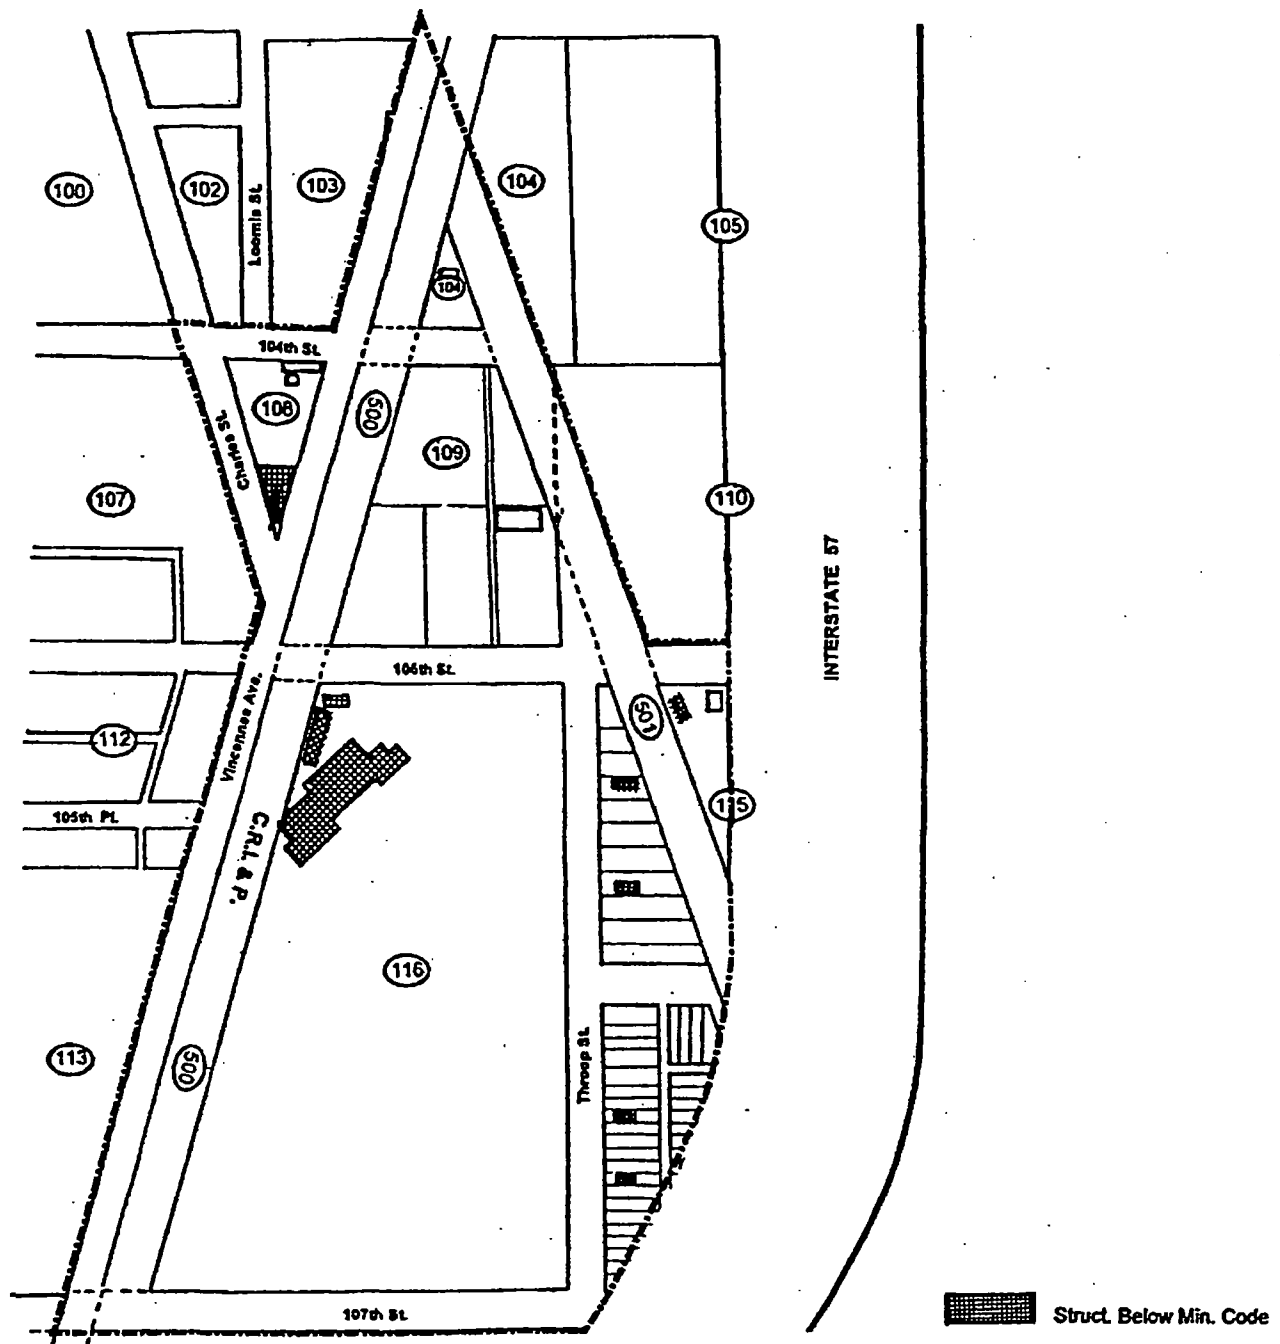 100
102
Loomis St.
103
104
105
104
104th St.
108
500
Charles St.
109
107
110
INTERSTATE 57
106th St.
Vincennes Ave.
112
501
105th Pl.
C.R.I. & P.
115
116
113
500
Throop St.
107th St.
Struct. Below Min. Code